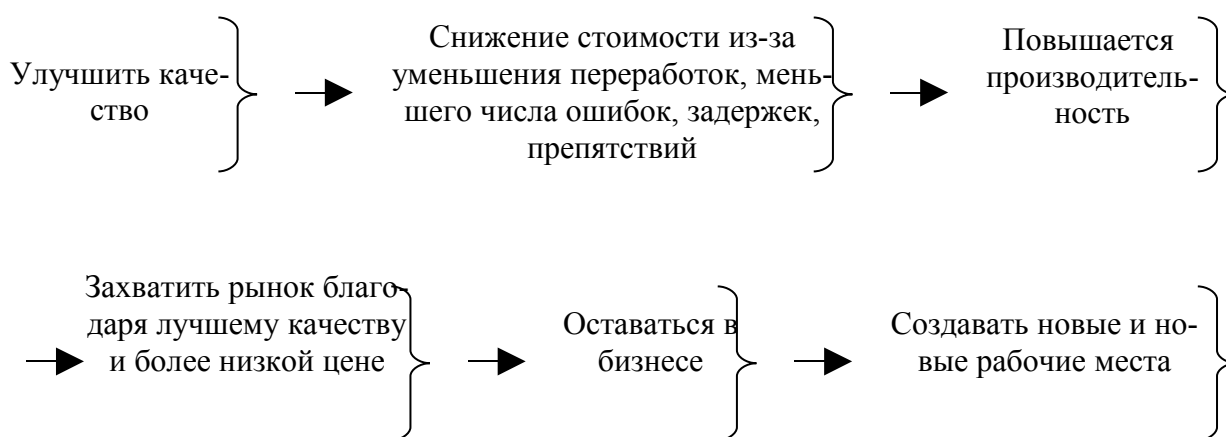 Улучшить каче-
ство
Снижение стоимости из-за
уменьшения переработок, мень-
шего числа ошибок, задержек,
препятствий
Повышается
производитель-
ность
Захватить рынок благо-
даря лучшему качеству
и более низкой цене
Оставаться в
бизнесе
Создавать новые и но-
вые рабочие места